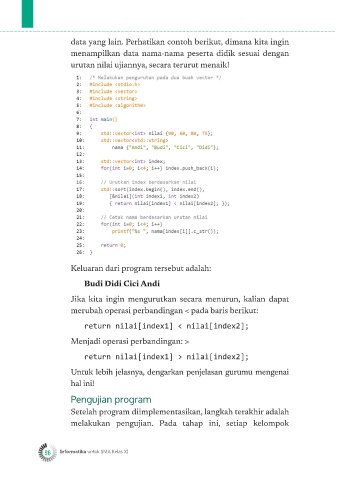 data yang lain. Perhatikan contoh berikut, dimana kita ingin
menampilkan data nama-nama peserta didik sesuai dengan
urutan nilai ujiannya, secara terurut menaik!
1: /* Melakukan pengurutan pada dua buah vector */
2: #include <stdio.h>
3: #include <vector>
4: #include <string>
5: #include <algorithm>
6:
7: int main()
8: {
9: std::vector<int> nilai {90, 60, 80, 75};
10: std::vector<std::string>
11: nama {"Andi", "Budi", "Cici", "Didi"};
12:
13: std::vector<int> index;
14: for(int i=0; i<4; i++) index.push_back(i);
15:
16: // Urutkan index berdasarkan nilai
17: std::sort(index.begin(), index.end(),
18: [&nilai](int index1, int index2)
19: { return nilai[index1] < nilai[index2]; });
20:
21: // Cetak nama berdasarkan urutan nilai
22: for(int i=0; i<4; i++)
23: printf("%s ", nama[index[i]].c_str());
24:
25: return 0;
26: }
Keluaran dari program tersebut adalah:
Budi Didi Cici Andi
Jika kita ingin mengurutkan secara menurun, kalian dapat
merubah operasi perbandingan < pada baris berikut:
return nilai[index1] < nilai[index2];
Menjadi operasi perbandingan: >
return nilai[index1] > nilai[index2];
Untuk lebih jelasnya, dengarkan penjelasan gurumu mengenai
hal ini!
Pengujian program
Setelah program diimplementasikan, langkah terakhir adalah
melakukan pengujian. Pada tahap ini, setiap kelompok
98 Informatika untuk SMA Kelas XI